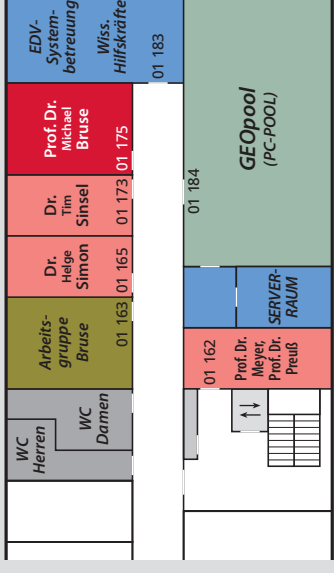 EDV-
System-
betreuung
Wiss.
Hilfskräfte
01 183
Prof. Dr.
Michael
Bruse
01 175
Dr.
Tim
Sinsel
01 173
Dr.
Helge
Simon
01 165
Arbeits-
gruppe
Bruse
01 163
WC
Herren
WC
Damen
GEOpool
(PC-POOL)
01 184
SERVER-
RAUM
01 162
Prof. Dr.
Meyer,
Prof. Dr.
Preuß